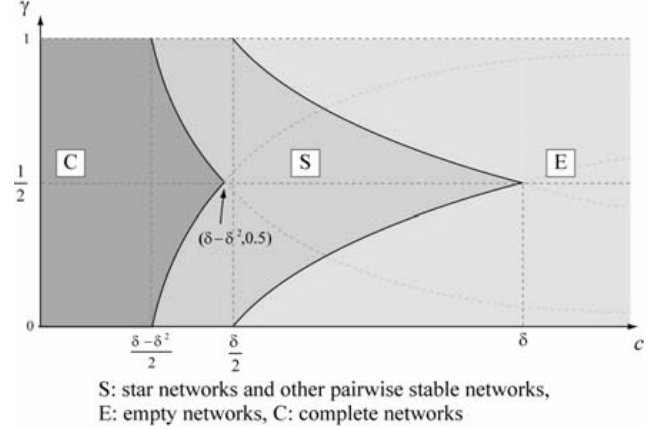 γ
1
C
S
E
1/2
(δ−δ²,0.5)
0
δ−δ²/2
δ/2
δ
c
S: star networks and other pairwise stable networks,
E: empty networks, C: complete networks